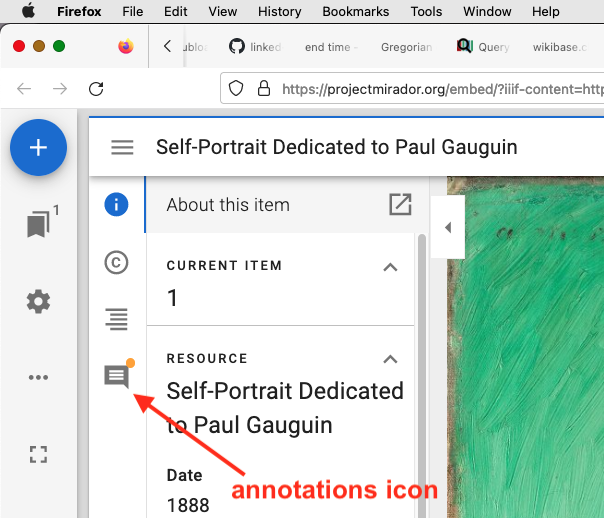 Firefox File Edit View History Bookmarks Tools Window Help
linked end time - Gregorian Query wikibase.
https://projectmirador.org/embed/?iiif-content=http
Self-Portrait Dedicated to Paul Gauguin
1
About this item
CURRENT ITEM
1
RESOURCE
Self-Portrait Dedicated
to Paul Gauguin
Date
annotations icon
1888